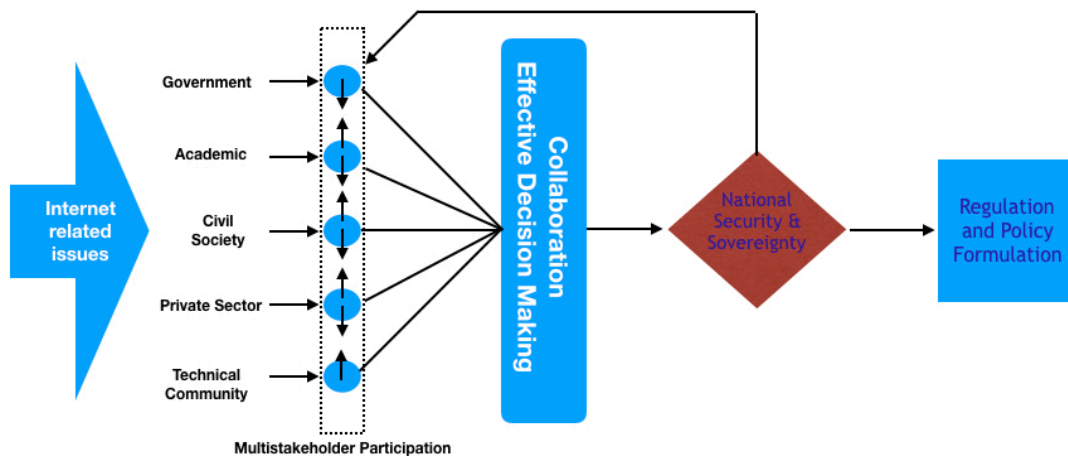 Internet
related
issues
Government
Academic
Civil
Society
Private Sector
Technical
Community
Multistakeholder Participation
Collaboration
Effective Decision Making
National
Security &
Sovereignty
Regulation
and Policy
Formulation